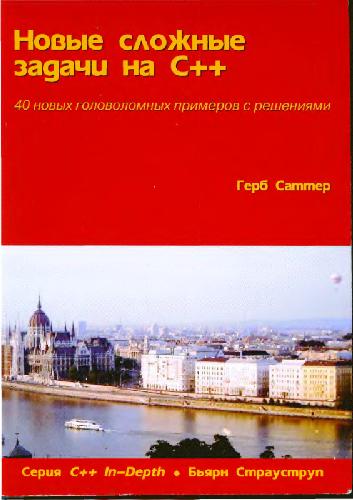 Новые сложные
задачи на C++
40 новых головоломных примеров с решениями
Герб Саттер
Серия C++ In-Depth • Бьярн Страуструп